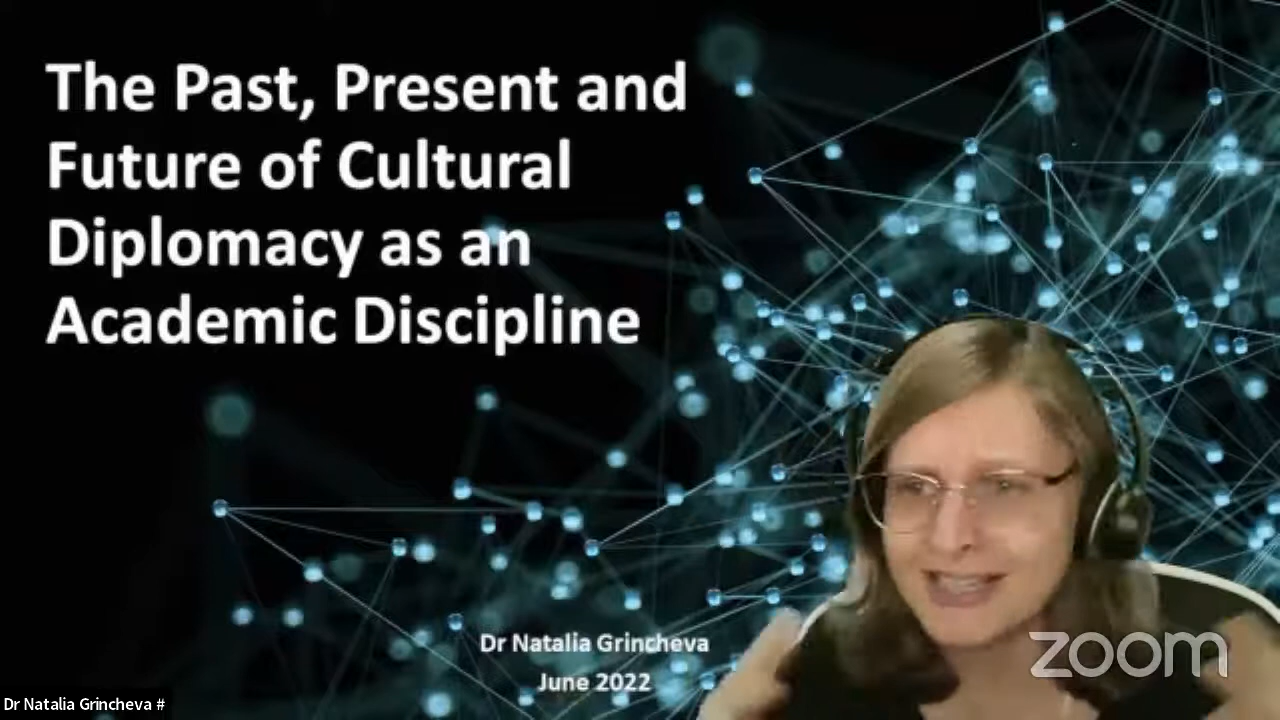 The Past, Present and
Future of Cultural
Diplomacy as an
Academic Discipline
Dr Natalia Grincheva
June 2022
zoom
Dr Natalia Grincheva #